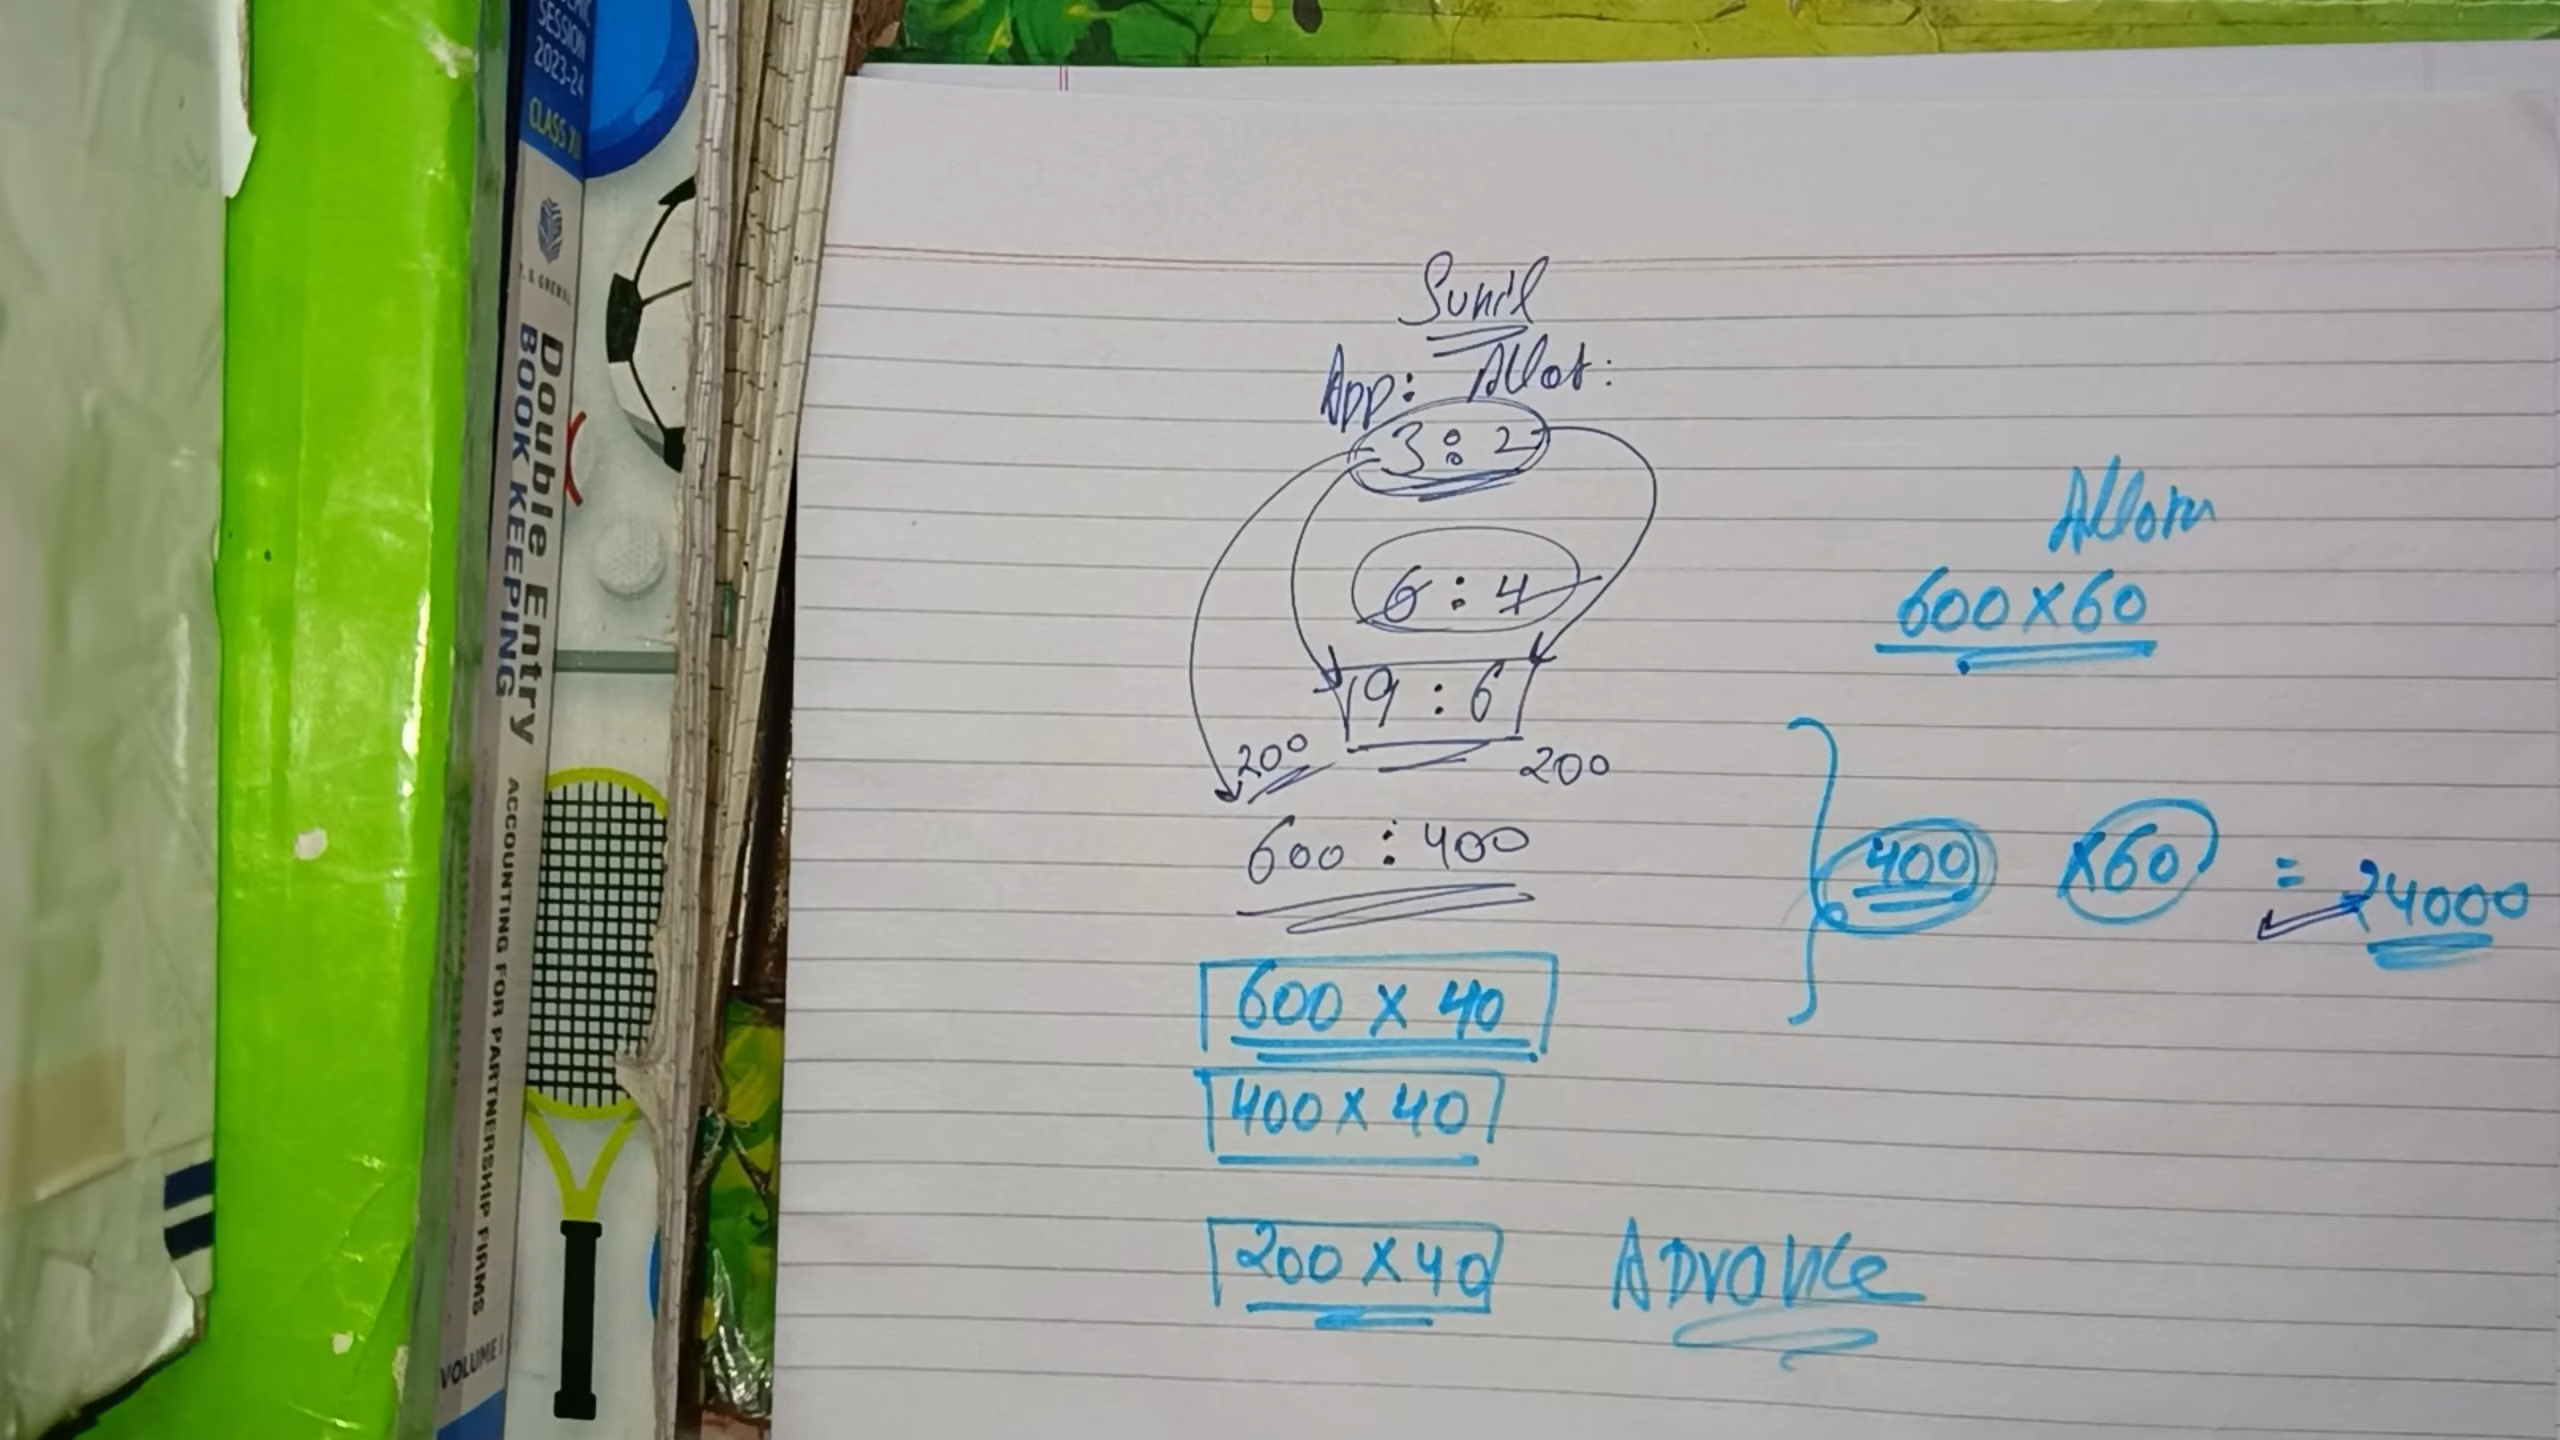 SESSION
2023-24
CLASS XII
T. S. GREWAL
Double Entry
BOOK KEEPING
ACCOUNTING FOR PARTNERSHIP FIRMS
VOLUME I
Sunil
App: Allot:
3 : 2
6 : 4
9 : 6
200 200
600 : 400
600 x 40
400 x 40
200 x 40 ADVANCE
600 x 60
400 x 60 = 24000